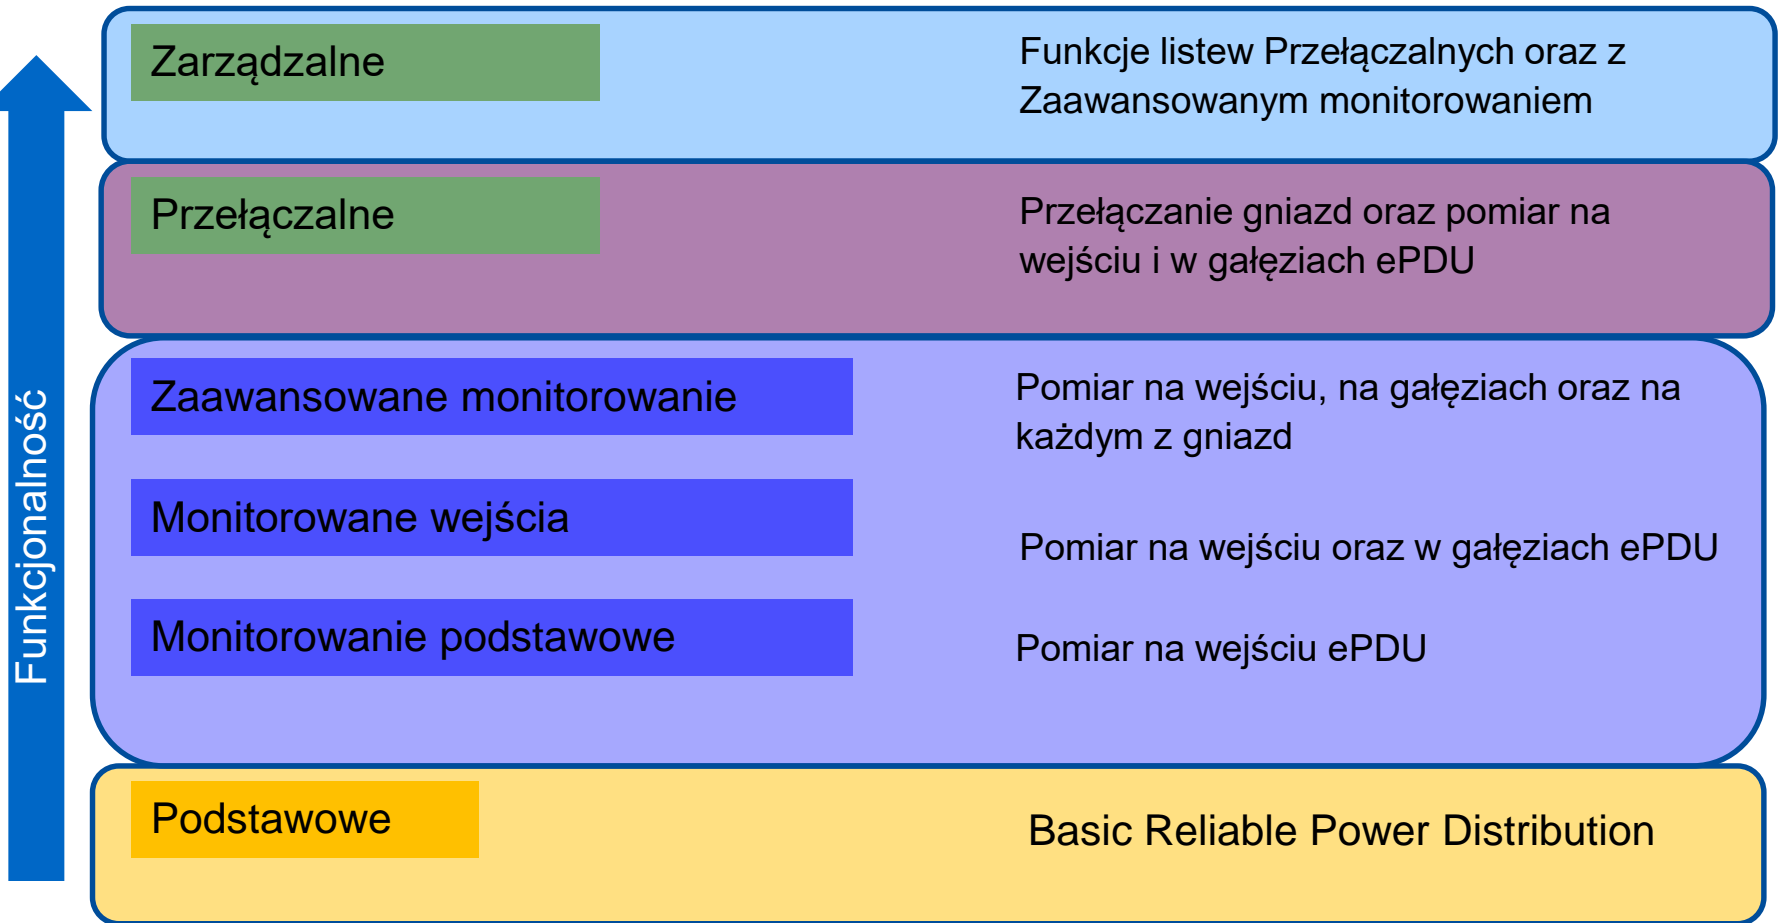 Zarządzalne
Funkcje listew Przełączalnych oraz z
Zaawansowanym monitorowaniem
Przełączalne
Przełączanie gniazd oraz pomiar na
wejściu i w gałęziach ePDU
Zaawansowane monitorowanie
Pomiar na wejściu, na gałęziach oraz na
każdym z gniazd
Monitorowane wejścia
Pomiar na wejściu oraz w gałęziach ePDU
Monitorowanie podstawowe
Pomiar na wejściu ePDU
Podstawowe
Basic Reliable Power Distribution
Funkcjonalność